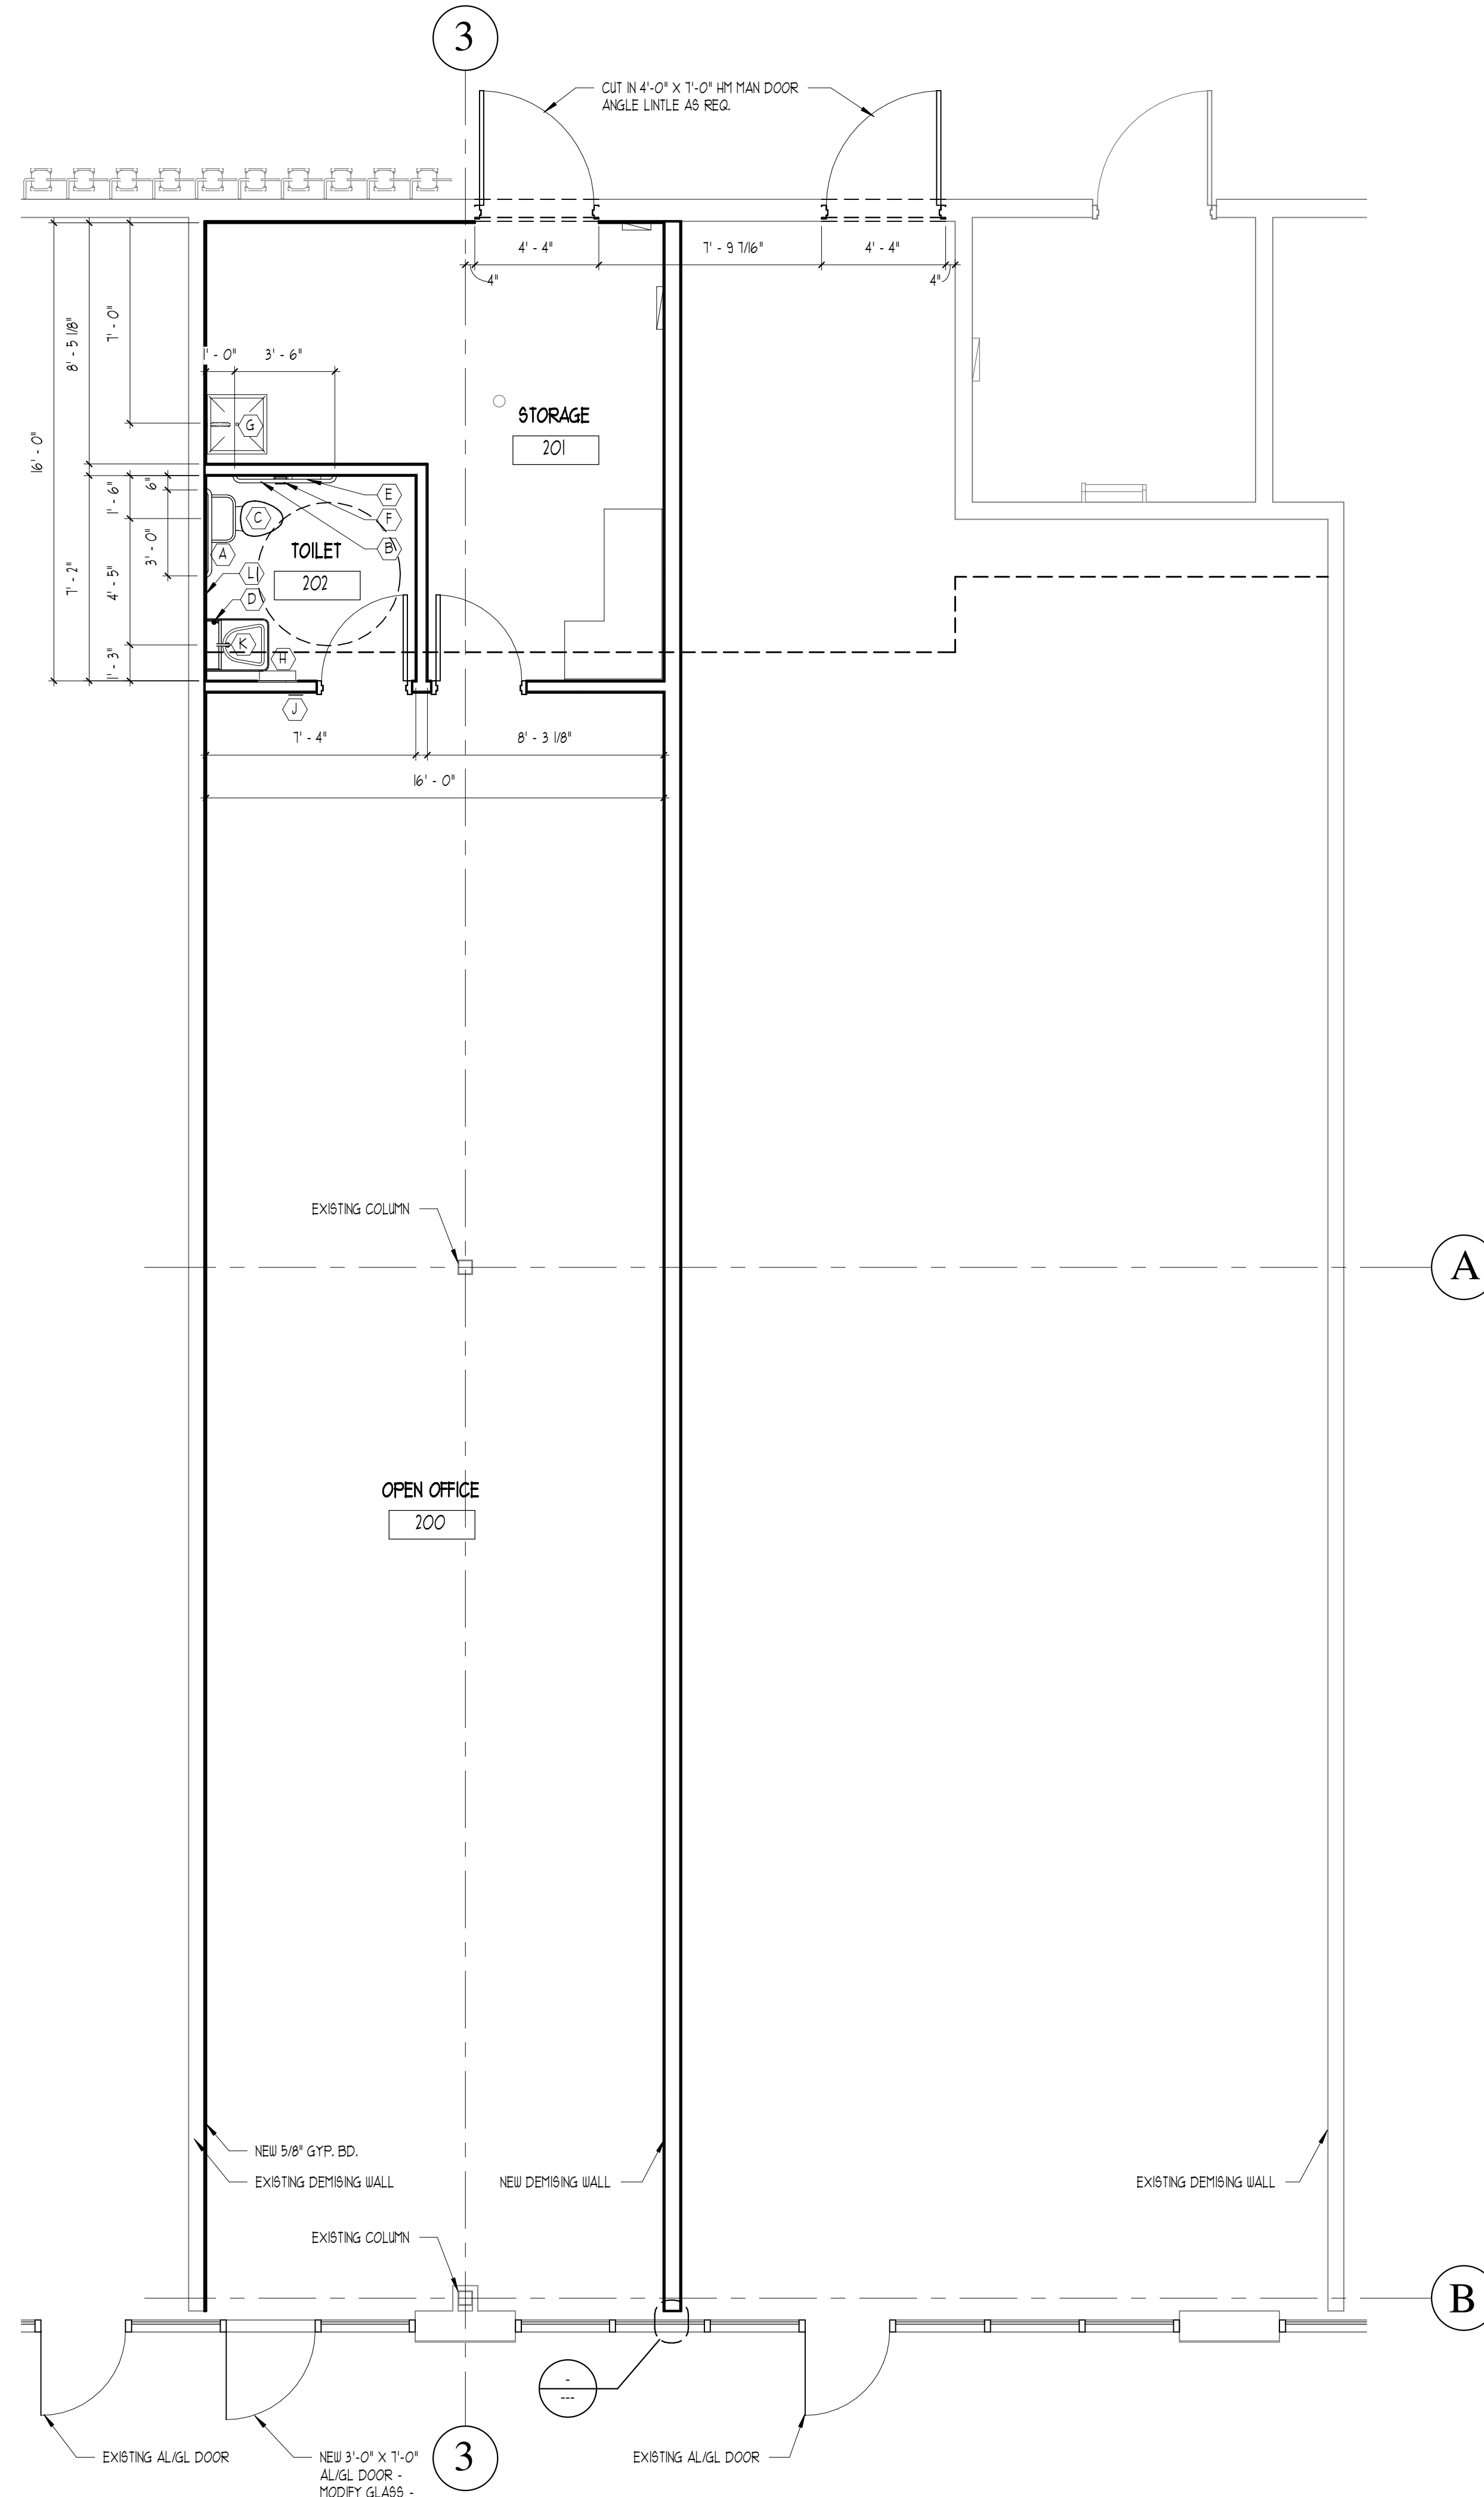 3
CUT IN 4'-0" X 7'-0" HM MAN DOOR
ANGLE LINTLE AS REQ.
4' - 4"
7' - 9 7/16"
4' - 4"
4"
4"
16' - 0"
8' - 5 1/8"
7' - 0"
1' - 0"
3' - 6"
G
STORAGE
201
7' - 2"
1' - 6"
6"
4' - 5"
3' - 0"
1' - 3"
E
F
B
C
A
TOILET
202
L1
D
K
H
J
7' - 4"
8' - 3 1/8"
16' - 0"
EXISTING COLUMN
A
OPEN OFFICE
200
NEW 5/8" GYP. BD.
EXISTING DEMISING WALL
NEW DEMISING WALL
EXISTING DEMISING WALL
EXISTING COLUMN
B
-
---
EXISTING AL/GL DOOR
NEW 3'-0" X 7'-0"
AL/GL DOOR -
MODIFY GLASS -
3
EXISTING AL/GL DOOR